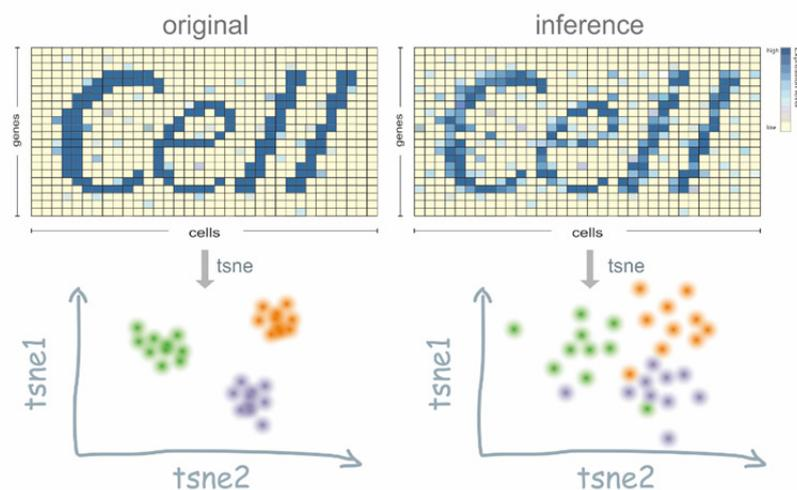 original
inference
genes
Cell
cells
genes
Cell
cells
high
low
tsne
tsne
tsne1
tsne2
tsne1
tsne2